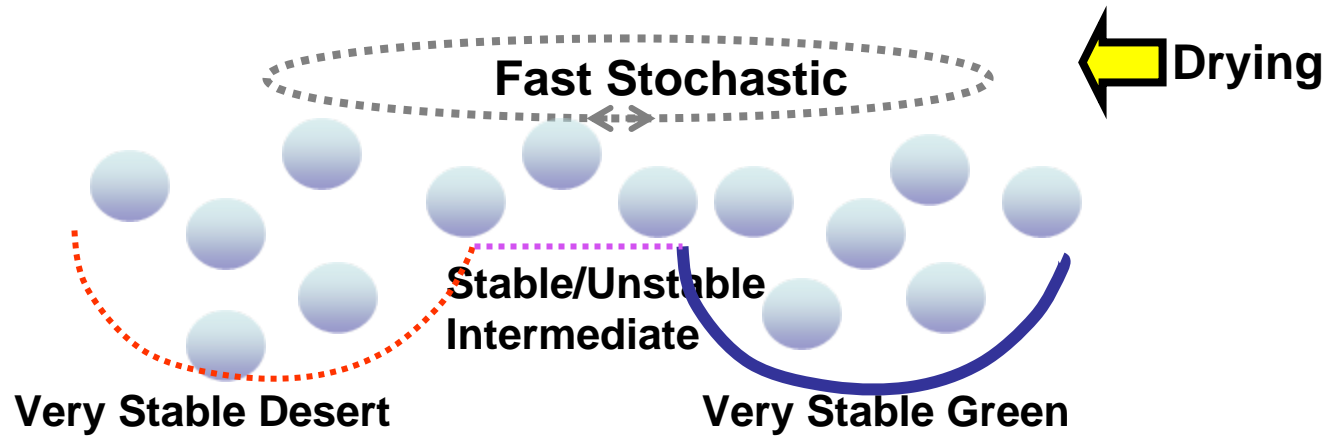 Fast Stochastic
Drying
Stable/Unstable
Intermediate
Very Stable Desert
Very Stable Green